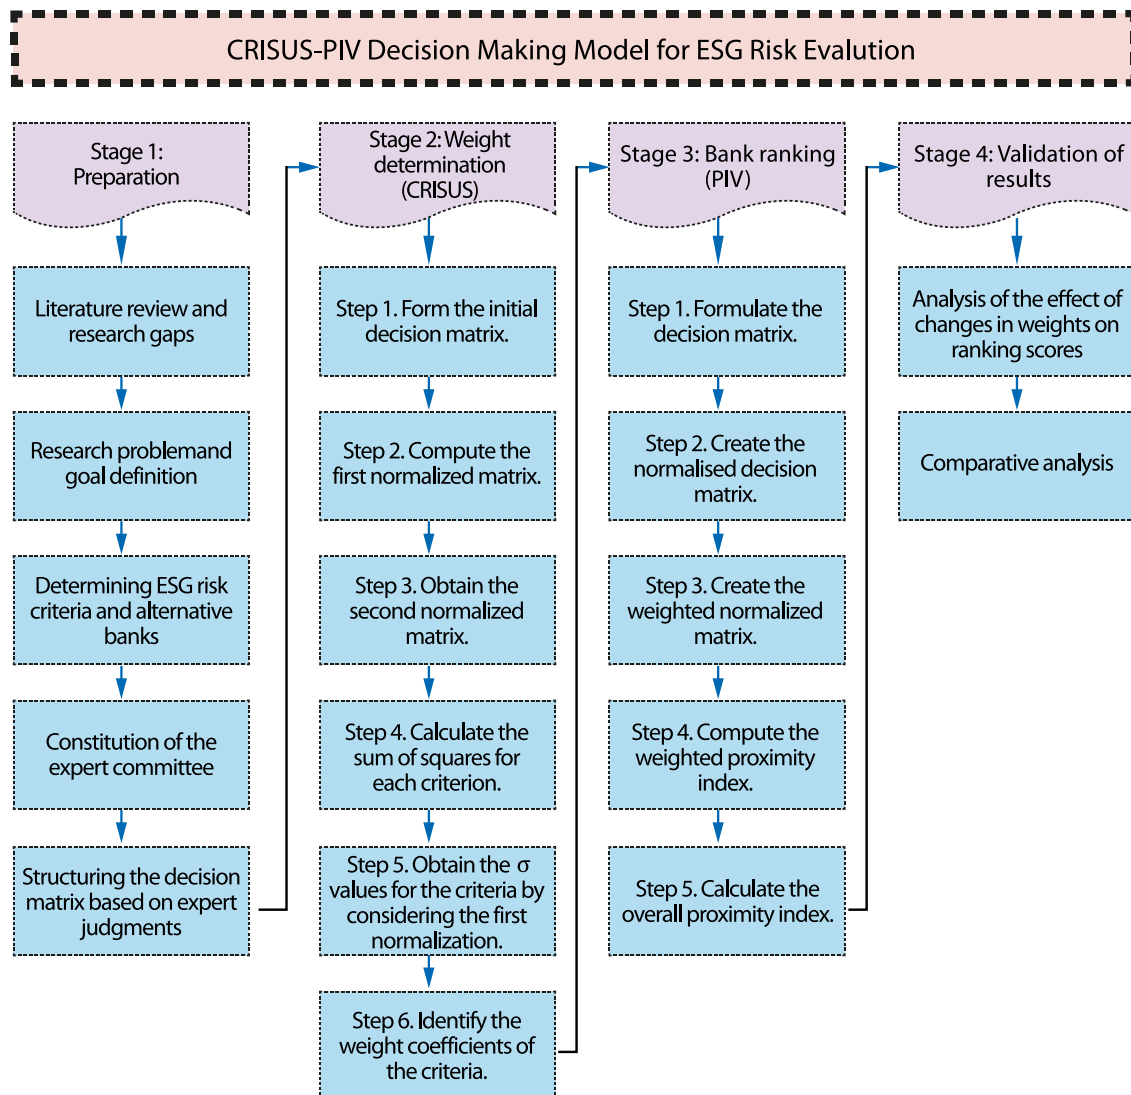 CRISUS-PIV Decision Making Model for ESG Risk Evalution
Stage 1:
Preparation
Literature review and
research gaps
Research problemand
goal definition
Determining ESG risk
criteria and alternative
banks
Constitution of the
expert committee
Structuring the decision
matrix based on expert
judgments
Stage 2: Weight
determination
(CRISUS)
Step 1. Form the initial
decision matrix.
Step 2. Compute the
first normalized matrix.
Step 3. Obtain the
second normalized
matrix.
Step 4. Calculate the
sum of squares for
each criterion.
Step 5. Obtain the σ
values for the criteria by
considering the first
normalization.
Step 6. Identify the
weight coefficients of
the criteria.
Stage 3: Bank ranking
(PIV)
Step 1. Formulate the
decision matrix.
Step 2. Create the
normalised decision
matrix.
Step 3. Create the
weighted normalized
matrix.
Step 4. Compute the
weighted proximity
index.
Step 5. Calculate the
overall proximity index.
Stage 4: Validation of
results
Analysis of the effect of
changes in weights on
ranking scores
Comparative analysis